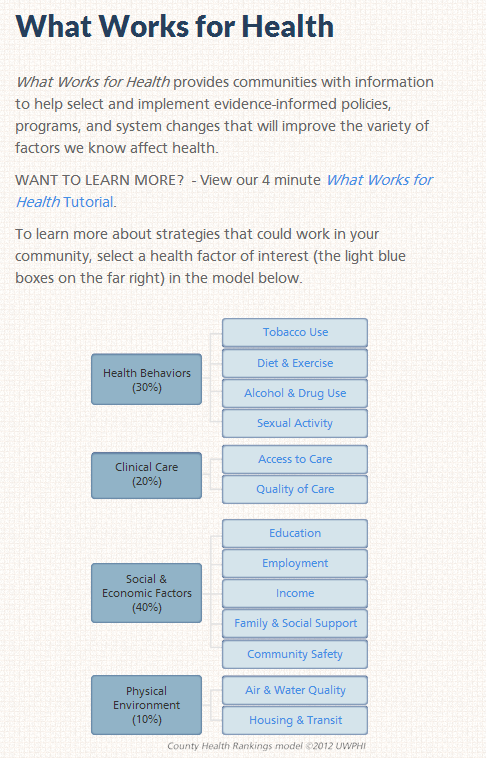 What Works for Health
What Works for Health provides communities with information
to help select and implement evidence-informed policies,
programs, and system changes that will improve the variety of
factors we know affect health.
WANT TO LEARN MORE?  - View our 4 minute What Works for
Health Tutorial.
To learn more about strategies that could work in your
community, select a health factor of interest (the light blue
boxes on the far right) in the model below.
Health Behaviors
(30%)
Tobacco Use
Diet & Exercise
Alcohol & Drug Use
Sexual Activity
Clinical Care
(20%)
Access to Care
Quality of Care
Social &
Economic Factors
(40%)
Education
Employment
Income
Family & Social Support
Community Safety
Physical
Environment
(10%)
Air & Water Quality
Housing & Transit
County Health Rankings model ©2012 UWPHI